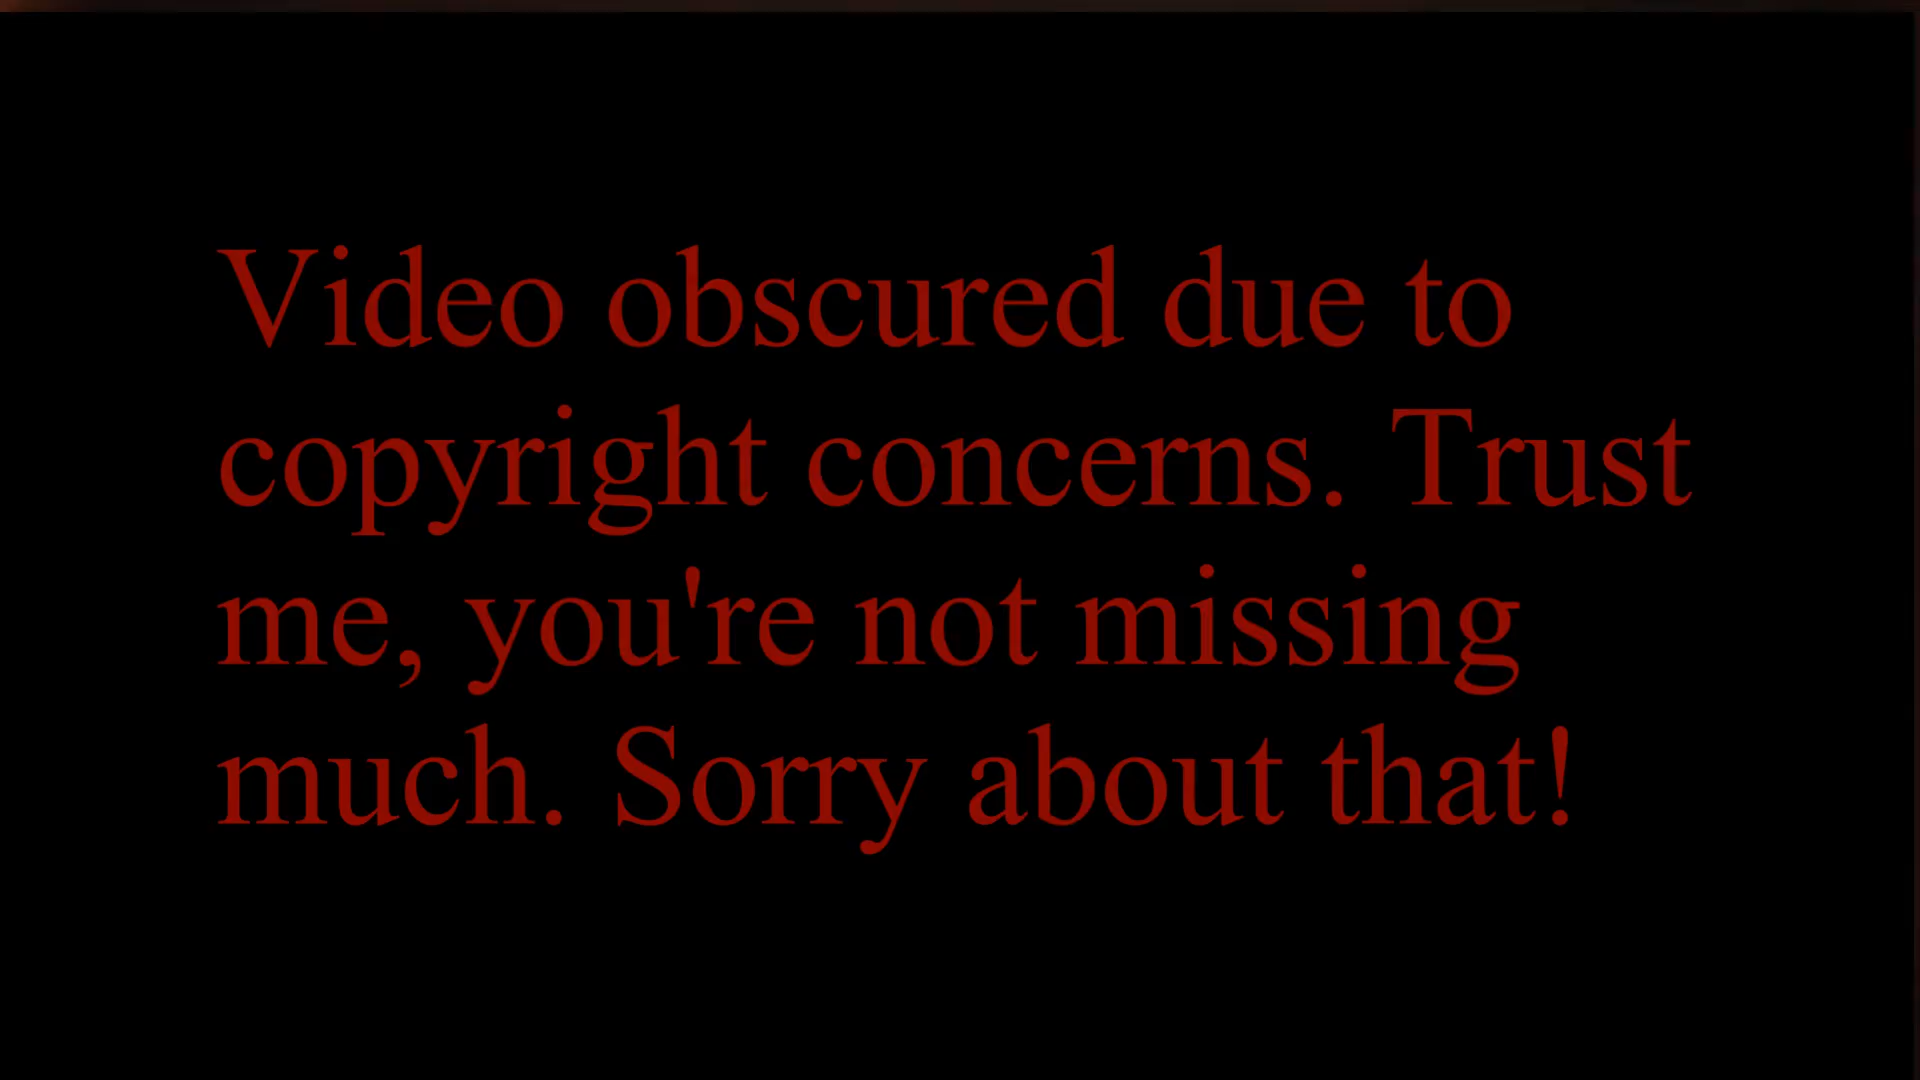 Video obscured due to
copyright concerns. Trust
me, you're not missing
much. Sorry about that!